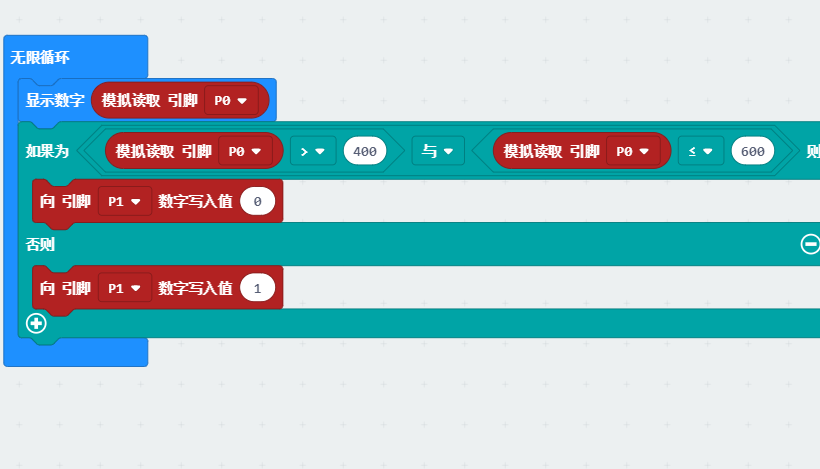 无限循环
显示数字 模拟读取 引脚 P0
如果为 模拟读取 引脚 P0 > 400 与 模拟读取 引脚 P0 ≤ 600 则
向 引脚 P1 数字写入值 0
否则
向 引脚 P1 数字写入值 1